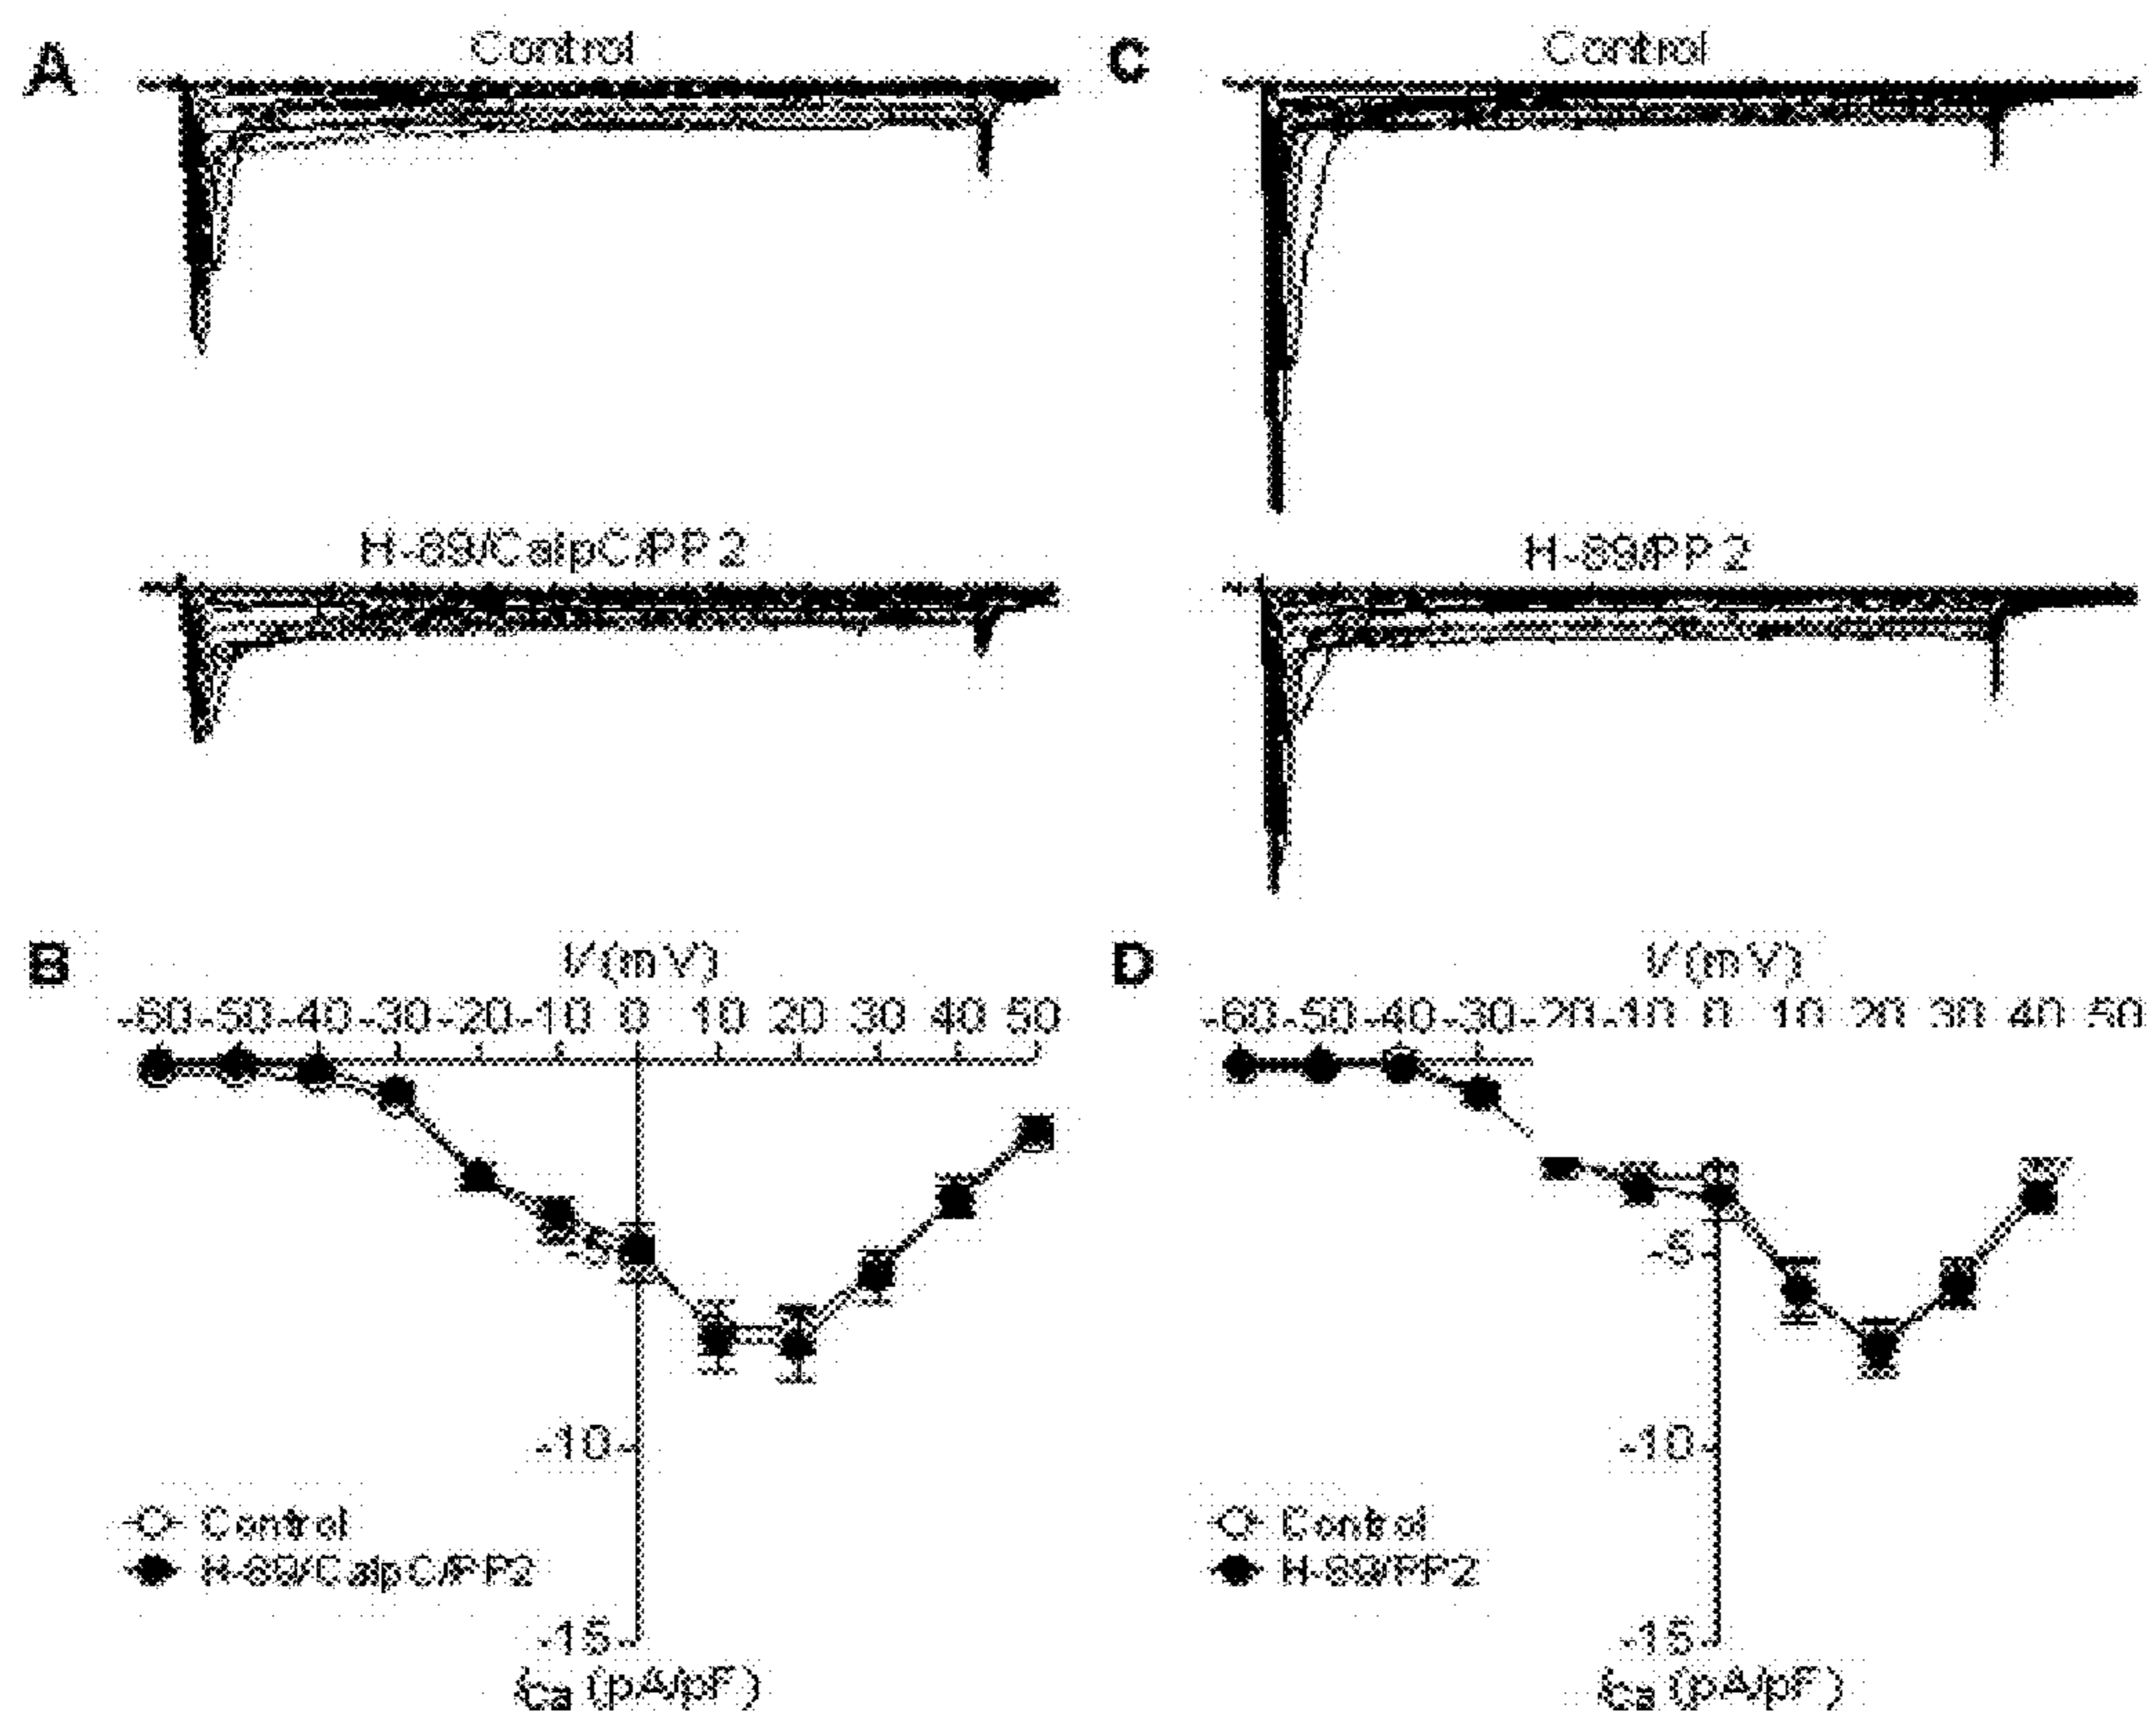 A
Control
H-89/CalpC/PP2
B
V (mV)
-60 -50 -40 -30 -20 -10 0 10 20 30 40 50
-5
-10
-15
Control
H-89/CalpC/PP2
ICa (pA/pF)
C
Control
H-89/PP2
D
V (mV)
-60 -50 -40 -30 -20 -10 0 10 20 30 40 50
-5
-10
-15
Control
H-89/PP2
ICa (pA/pF)